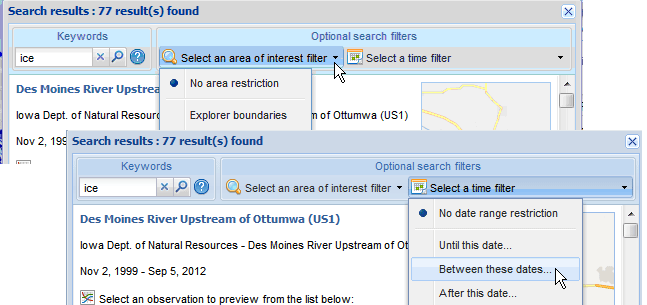 Search results : 77 result(s) found
Keywords
Optional search filters
ice
Select an area of interest filter
Select a time filter
No area restriction
Explorer boundaries
Des Moines River Upstrea
Iowa Dept. of Natural Resourc
m of Ottumwa (US1)
Nov 2, 199
Search results : 77 result(s) found
Keywords
Optional search filters
ice
Select an area of interest filter
Select a time filter
No date range restriction
Until this date...
Between these dates...
After this date...
Des Moines River Upstream of Ottumwa (US1)
Iowa Dept. of Natural Resources - Des Moines River Upstream of Ot
Nov 2, 1999 - Sep 5, 2012
Select an observation to preview from the list below: